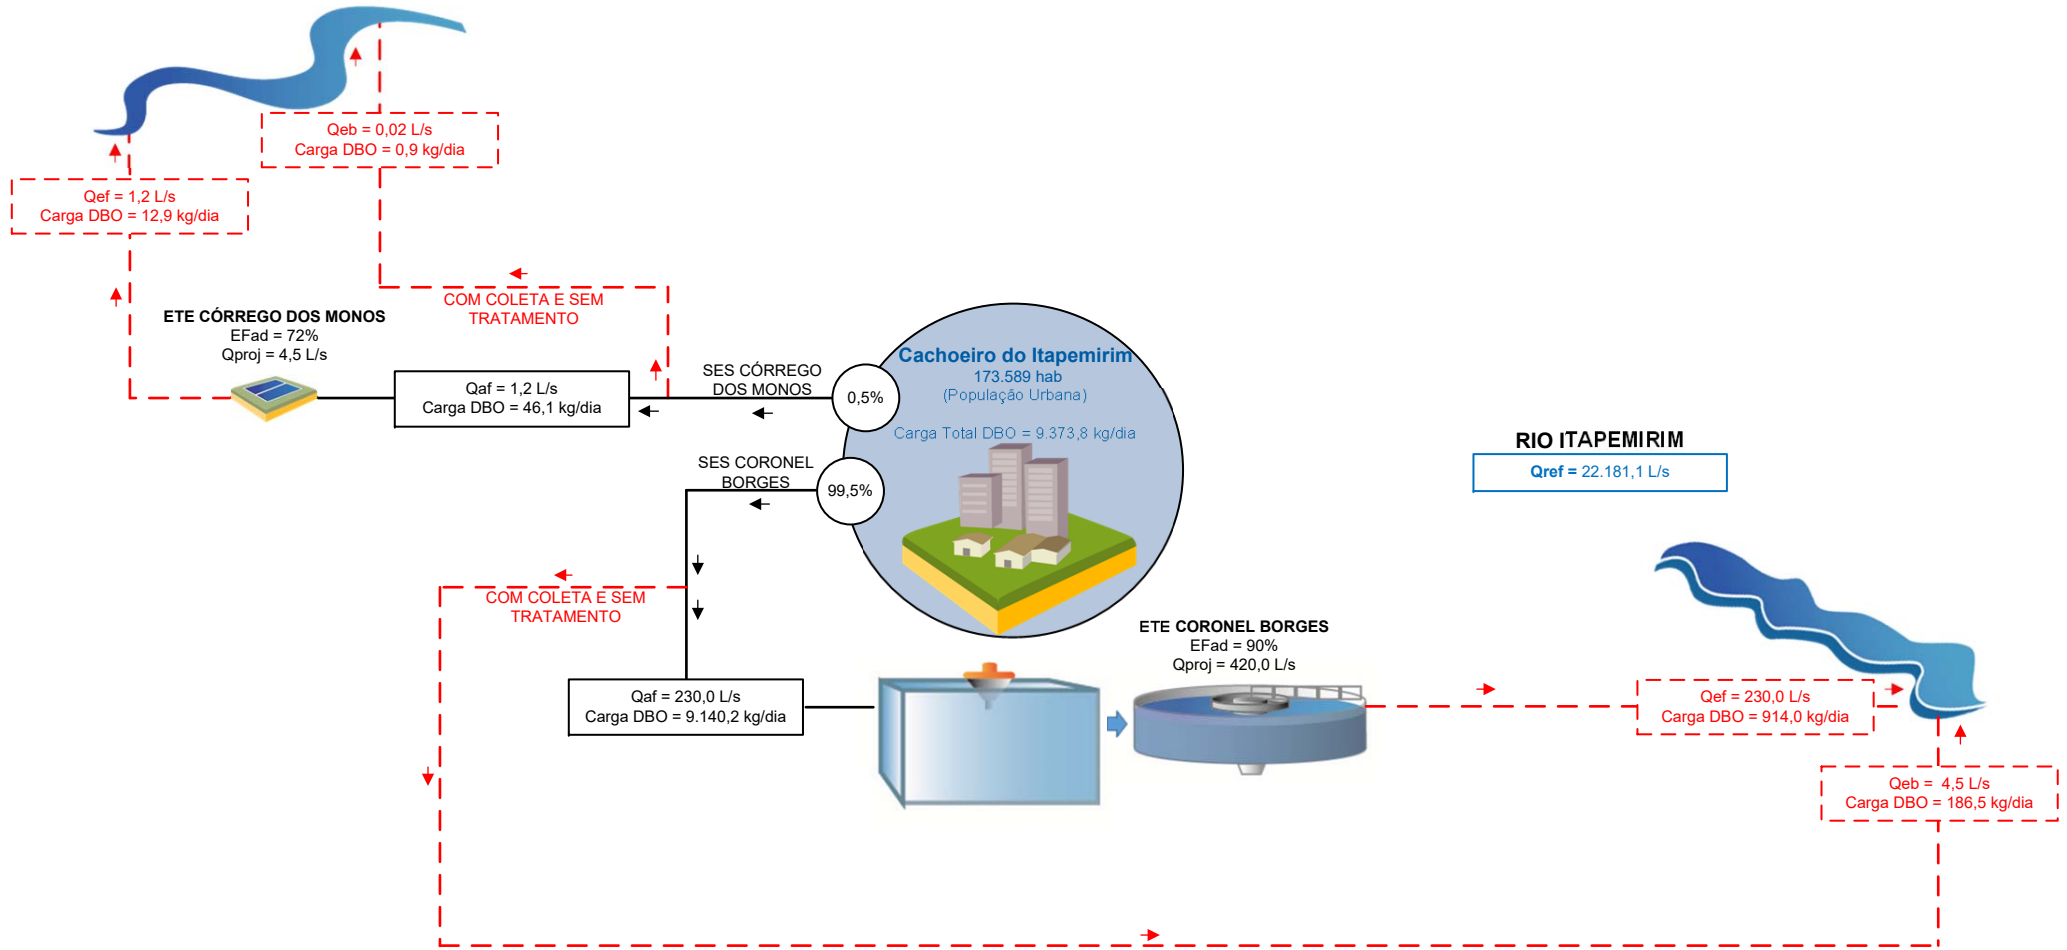 Qeb = 0,02 L/s
Carga DBO = 0,9 kg/dia
Qef = 1,2 L/s
Carga DBO = 12,9 kg/dia
COM COLETA E SEM
TRATAMENTO
ETE CÓRREGO DOS MONOS
EFad = 72%
Qproj = 4,5 L/s
Qaf = 1,2 L/s
Carga DBO = 46,1 kg/dia
SES CÓRREGO
DOS MONOS
0,5%
Cachoeiro do Itapemirim
173.589 hab
(População Urbana)
Carga Total DBO = 9.373,8 kg/dia
SES CORONEL
BORGES
99,5%
RIO ITAPEMIRIM
Qref = 22.181,1 L/s
COM COLETA E SEM
TRATAMENTO
ETE CORONEL BORGES
EFad = 90%
Qproj = 420,0 L/s
Qaf = 230,0 L/s
Carga DBO = 9.140,2 kg/dia
Qef = 230,0 L/s
Carga DBO = 914,0 kg/dia
Qeb = 4,5 L/s
Carga DBO = 186,5 kg/dia